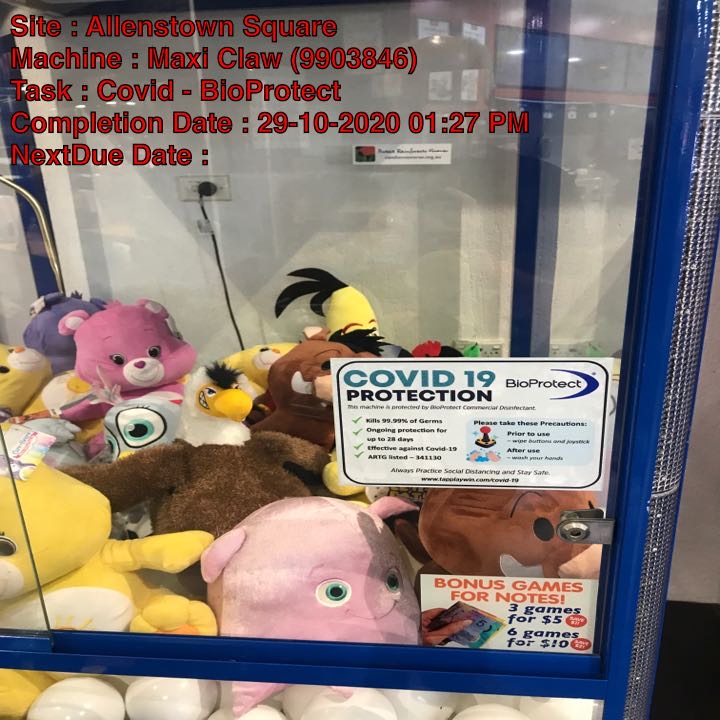 Site : Allenstown Square
Machine : Maxi Claw (9903846)
Task : Covid - BioProtect
Completion Date : 29-10-2020 01:27 PM
NextDue Date :
COVID 19
PROTECTION
BioProtect
This machine is protected by BioProtect Commercial Disinfectant.
Kills 99.99% of Germs
Ongoing protection for
up to 28 days
Effective against Covid-19
ARTG listed – 341130
Please take these Precautions:
Prior to use
– wipe buttons and joystick
After use
– wash your hands
Always Practice Social Distancing and Stay Safe.
www.tapplaywin.com/covid-19
BONUS GAMES
FOR NOTES!
3 games
for $5
SAVE
6 games
for $10
SAVE